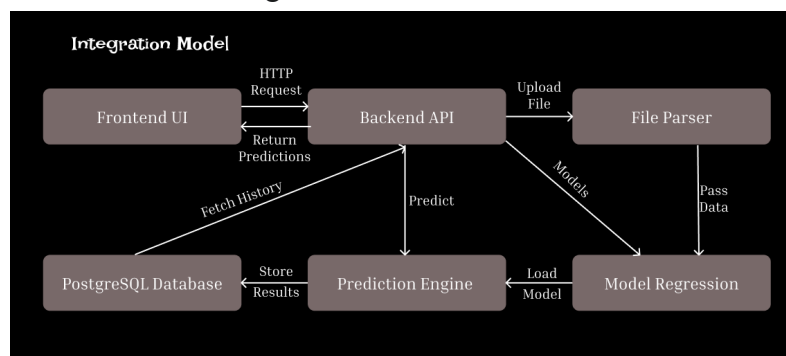 Integration Model
HTTP
Request
Upload
File
Frontend UI
Backend API
File Parser
Return
Predictions
Fetch History
Predict
Models
Pass
Data
PostgreSQL Database
Store
Results
Prediction Engine
Load
Model
Model Regression